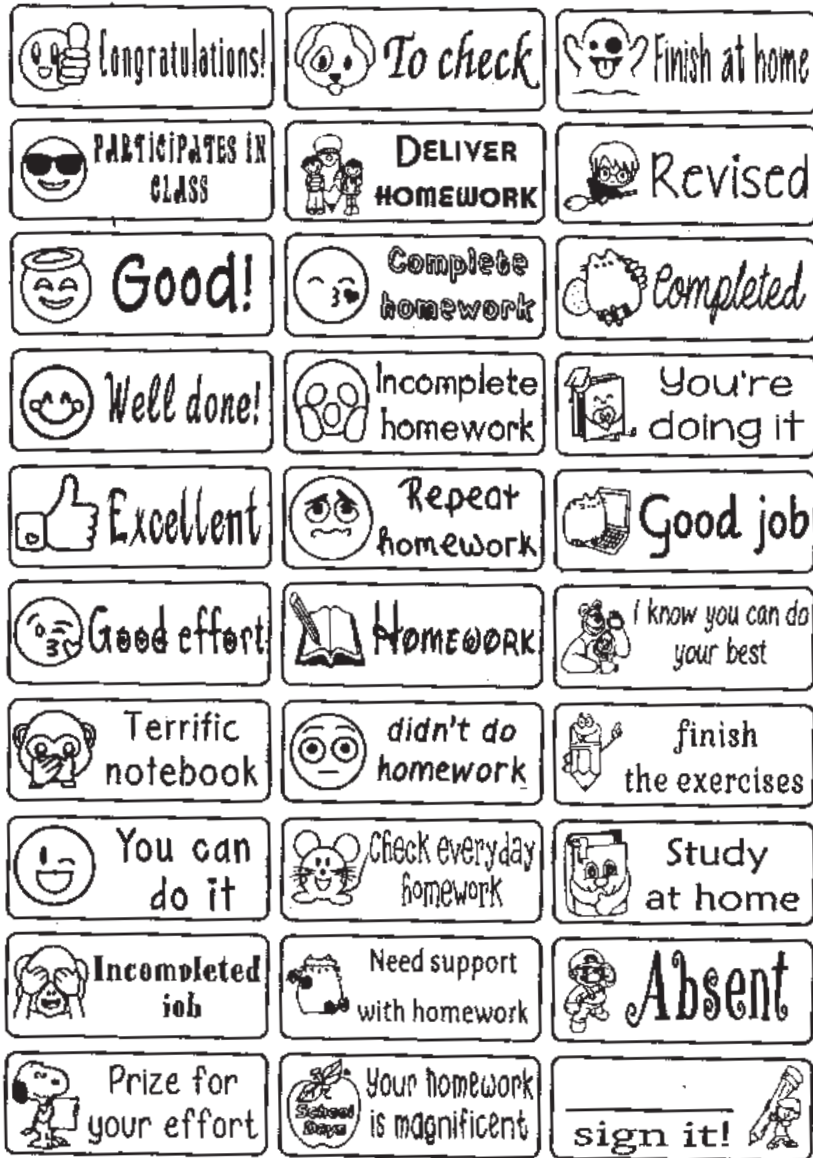 Congratulations!
To check
Finish at home
PARTICIPATES IN
CLASS
DELIVER
HOMEWORK
Revised
Good!
Complete
homework
Completed
Well done!
Incomplete
homework
You're
doing it
Excellent
Repeat
homework
Good job
Good effort
HOMEWORK
I know you can do
your best
Terrific
notebook
didn't do
homework
finish
the exercises
You can
do it
Check everyday
homework
Study
at home
Incompleted
job
Need support
with homework
Absent
Prize for
your effort
School
Days
Your homework
is magnificent
sign it!